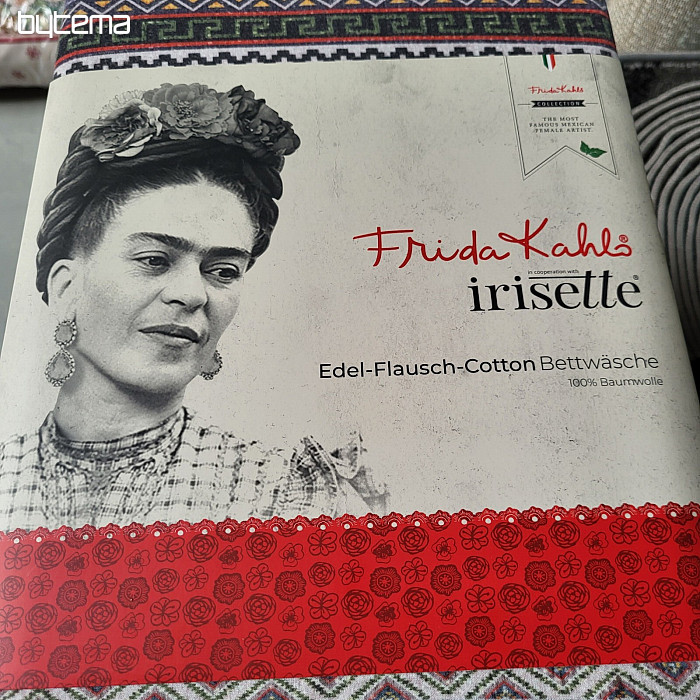 bytema
Frida Kahlo
COLLECTION
THE MOST
FAMOUS MEXICAN
FEMALE ARTIST.
Frida Kahlo®
in cooperation with
irisette®
Edel-Flausch-Cotton Bettwäsche
100% Baumwolle